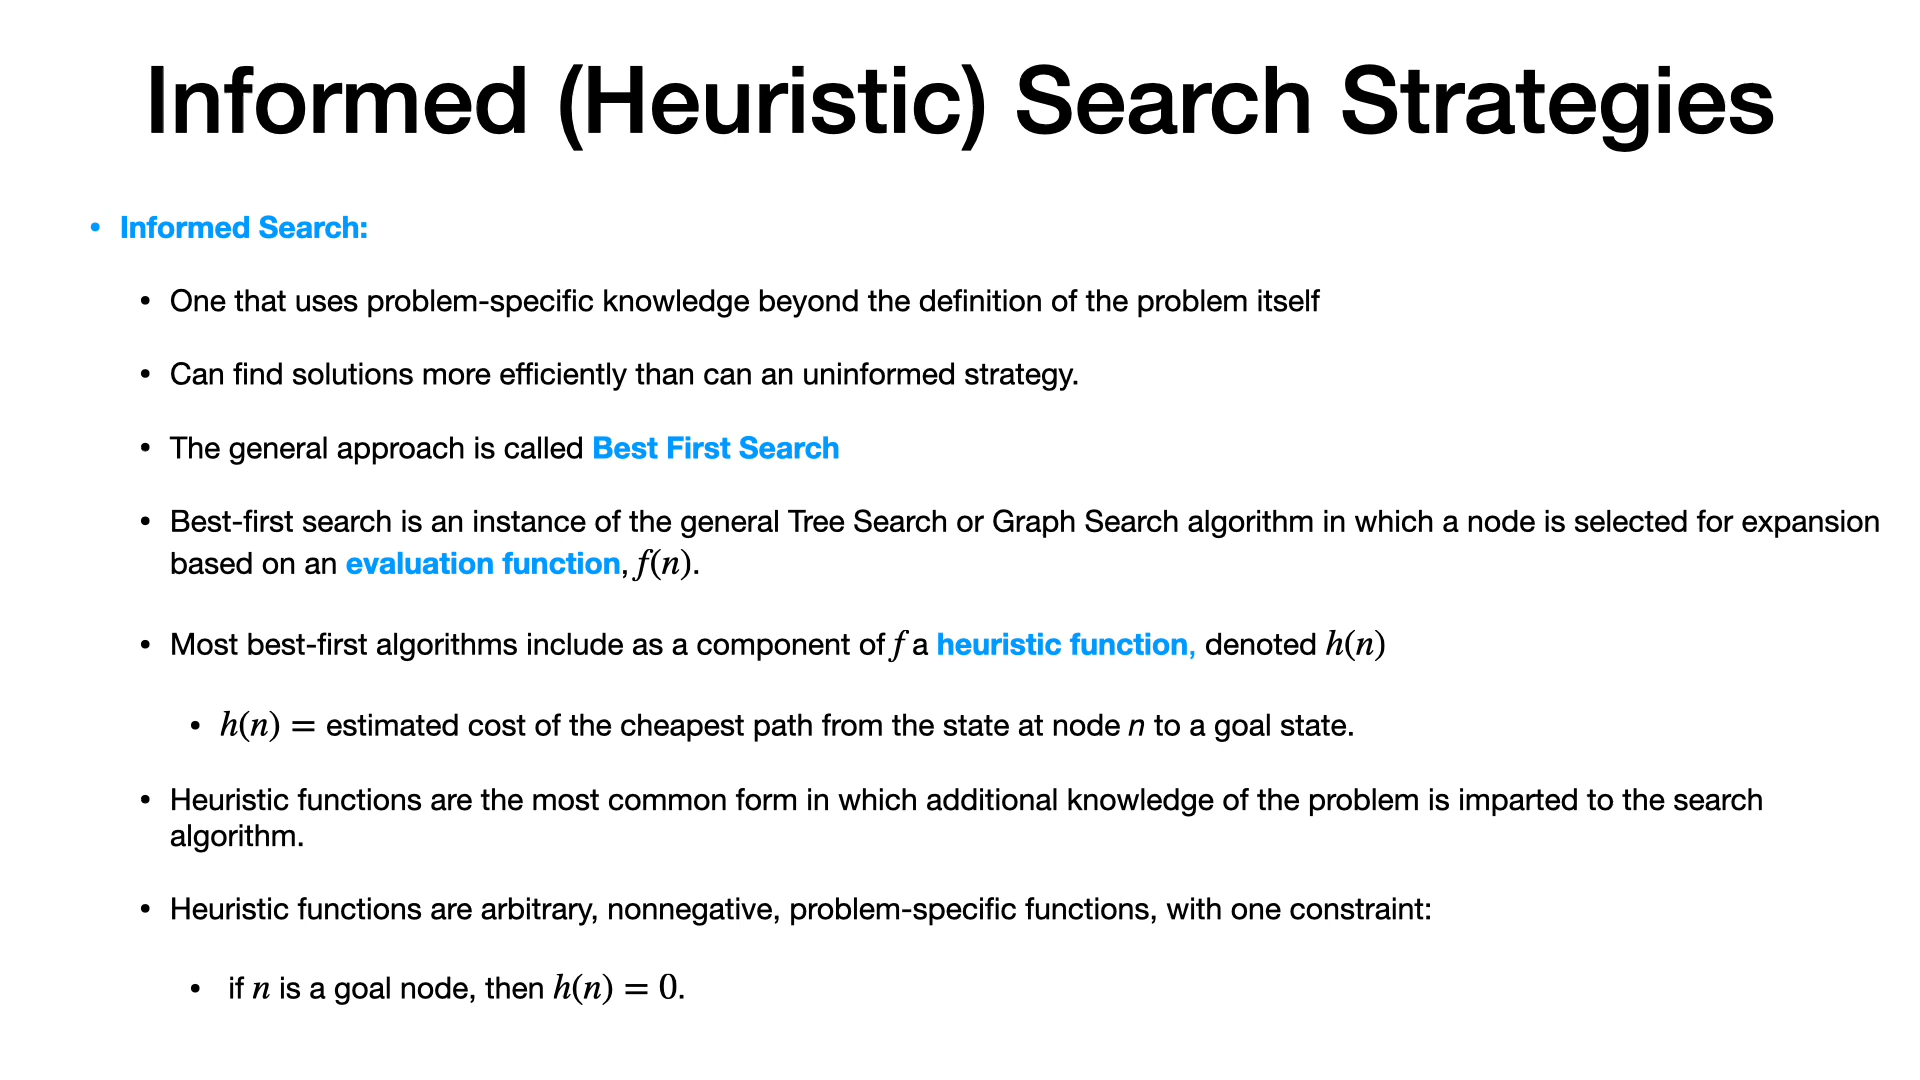 Informed (Heuristic) Search Strategies
• Informed Search:
• One that uses problem-specific knowledge beyond the definition of the problem itself
• Can find solutions more efficiently than can an uninformed strategy.
• The general approach is called Best First Search
• Best-first search is an instance of the general Tree Search or Graph Search algorithm in which a node is selected for expansion
based on an evaluation function, f(n).
• Most best-first algorithms include as a component of f a heuristic function, denoted h(n)
• h(n) = estimated cost of the cheapest path from the state at node n to a goal state.
• Heuristic functions are the most common form in which additional knowledge of the problem is imparted to the search
algorithm.
• Heuristic functions are arbitrary, nonnegative, problem-specific functions, with one constraint:
• if n is a goal node, then h(n) = 0.